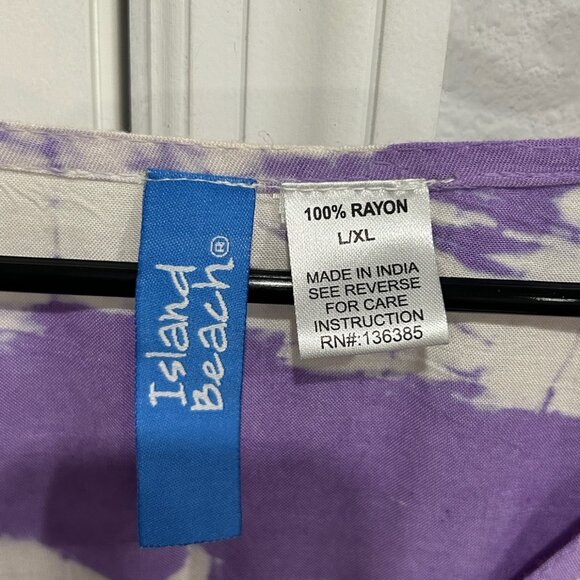 Island
Beach®
100% RAYON
L/XL
MADE IN INDIA
SEE REVERSE
FOR CARE
INSTRUCTION
RN#:136385